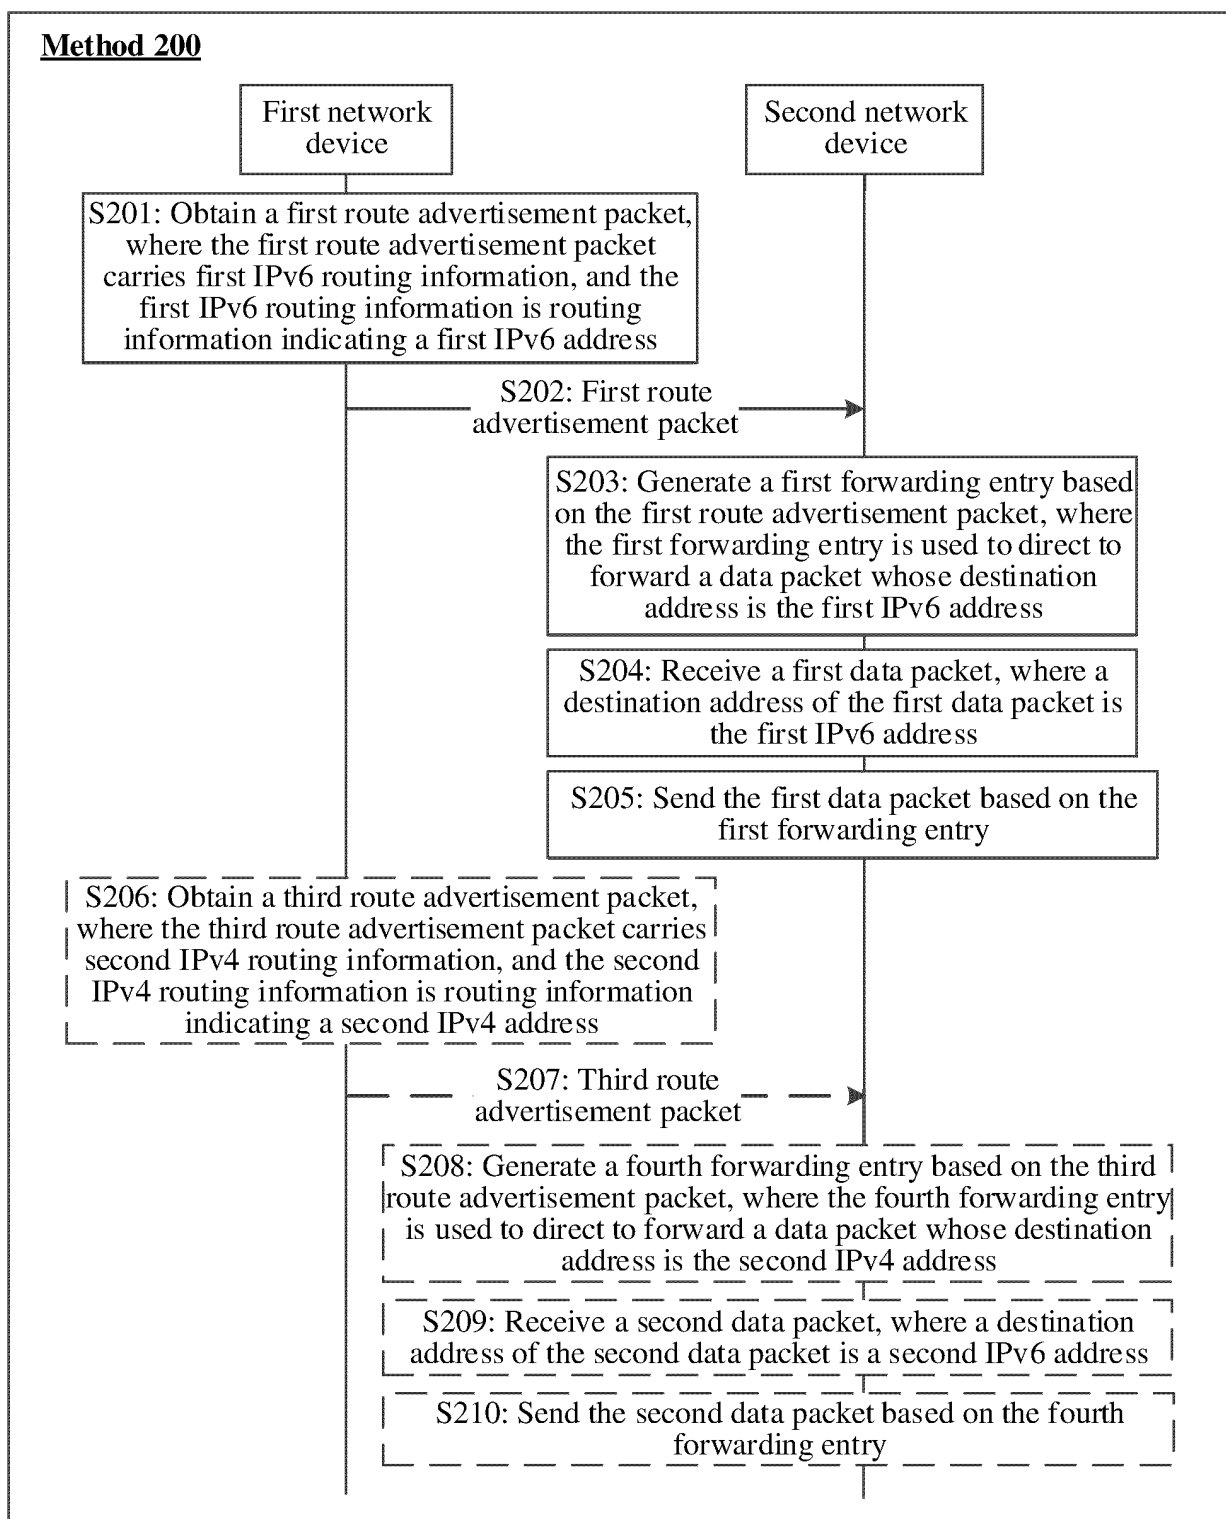 Method 200
First network
device
Second network
device
S201: Obtain a first route advertisement packet,
where the first route advertisement packet
carries first IPv6 routing information, and the
first IPv6 routing information is routing
information indicating a first IPv6 address
S202: First route
advertisement packet
S203: Generate a first forwarding entry based
on the first route advertisement packet, where
the first forwarding entry is used to direct to
forward a data packet whose destination
address is the first IPv6 address
S204: Receive a first data packet, where a
destination address of the first data packet is
the first IPv6 address
S205: Send the first data packet based on the
first forwarding entry
S206: Obtain a third route advertisement packet,
where the third route advertisement packet carries
second IPv4 routing information, and the second
IPv4 routing information is routing information
indicating a second IPv4 address
S207: Third route
advertisement packet
S208: Generate a fourth forwarding entry based on the third
route advertisement packet, where the fourth forwarding entry
is used to direct to forward a data packet whose destination
address is the second IPv4 address
S209: Receive a second data packet, where a destination
address of the second data packet is a second IPv6 address
S210: Send the second data packet based on the fourth
forwarding entry